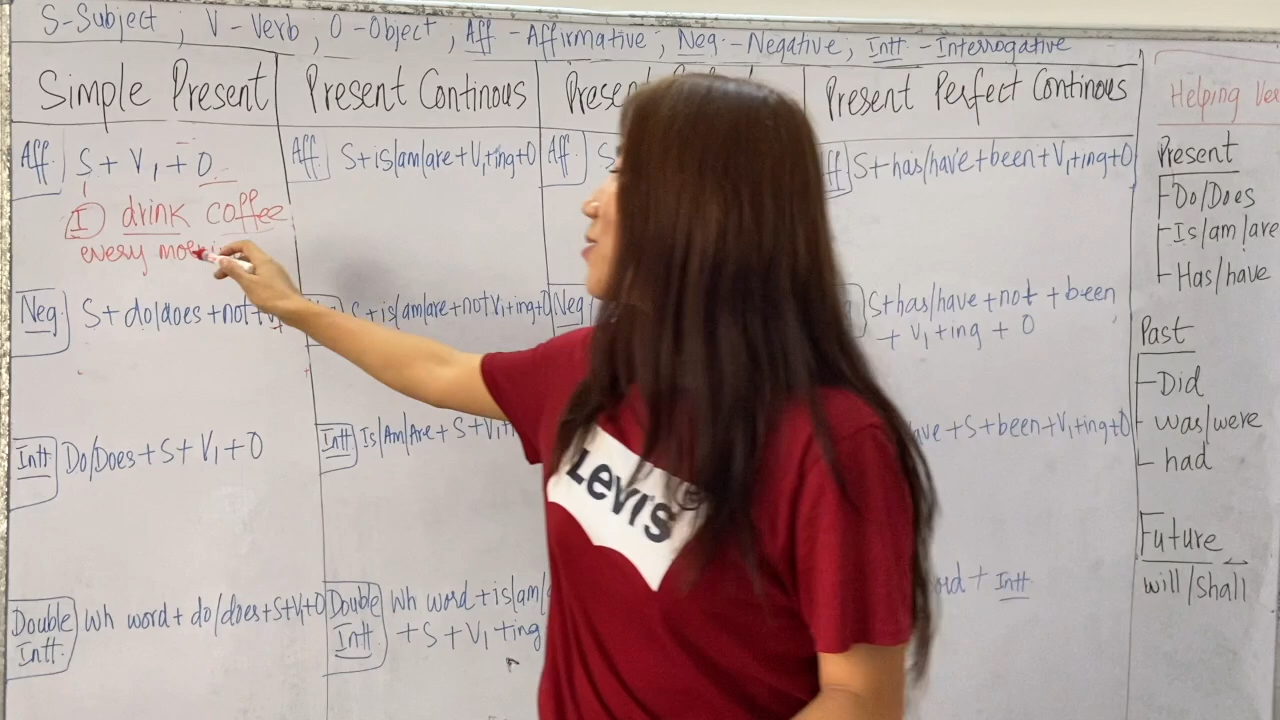 S-Subject, V-Verb, O-Object, Aff-Affirmative, Neg.-Negative, Intt-Interrogative
Simple Present
Aff. S+V₁+O
I drink coffee
every
Neg. S+do/does+not+
Intt Do/Does+S+V₁+O
Double Intt. Wh word+do/does+S+V₁+O
Present Continous
Aff. S+is/am/are+V₁+ing+O
S+is/am/are+not V₁+ing+O
Intt Is/Am/Are+S+V₁+
Double Intt Wh word+is/am/
+S+V₁+ing
Aff. S
Neg
Present Perfect Continous
S+has/have+been+V₁+ing+O
S+has/have+not+been
+V₁+ing+O
+S+been+V₁+ing+O
+ Intt
Helping
Present
Do/Does
Is/am/are
Has/have
Past
Did
was/were
had
Future
will/shall
Levi's®